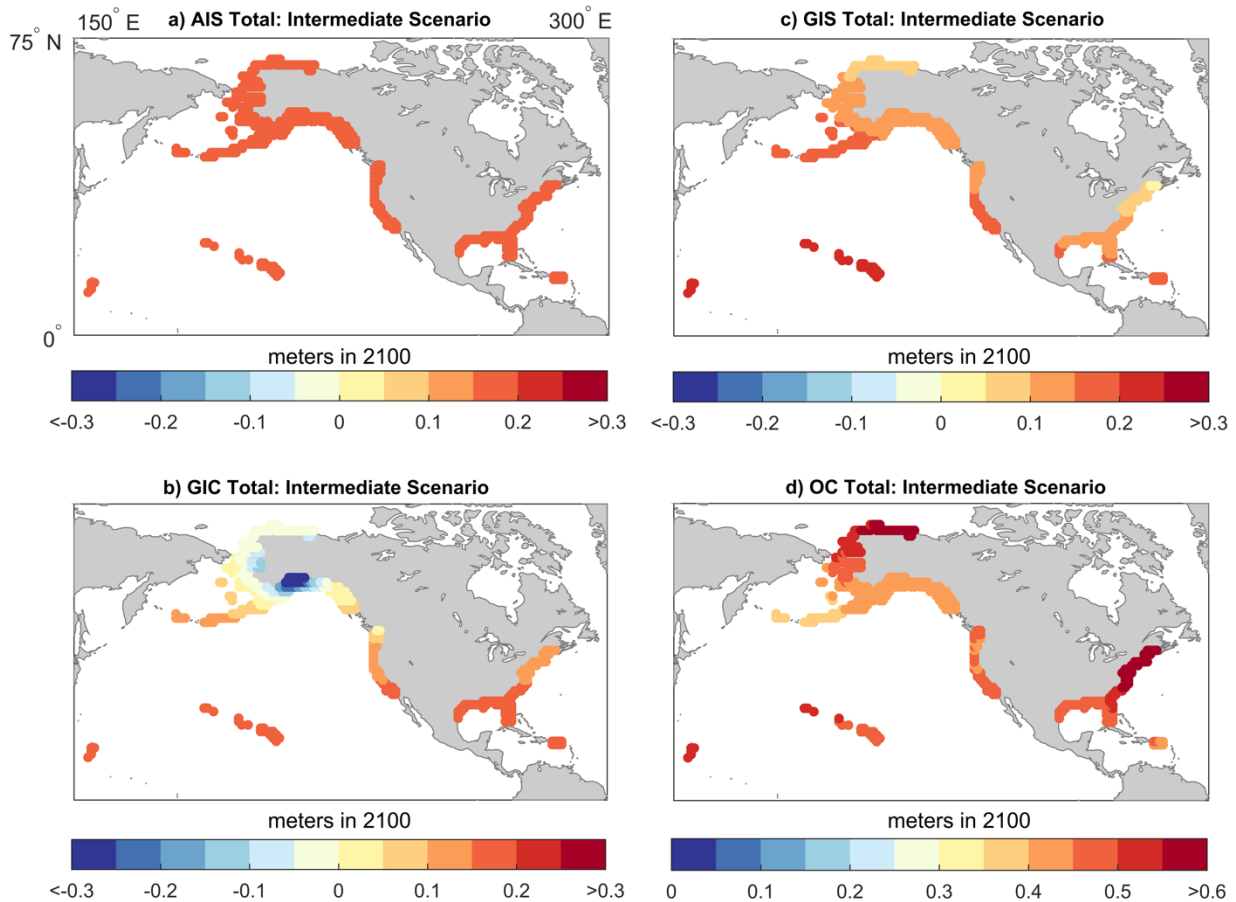 a) AIS Total: Intermediate Scenario
150° E
300° E
75° N
0°
meters in 2100
<-0.3 -0.2 -0.1 0 0.1 0.2 >0.3
c) GIS Total: Intermediate Scenario
meters in 2100
<-0.3 -0.2 -0.1 0 0.1 0.2 >0.3
b) GIC Total: Intermediate Scenario
meters in 2100
<-0.3 -0.2 -0.1 0 0.1 0.2 >0.3
d) OC Total: Intermediate Scenario
meters in 2100
0 0.1 0.2 0.3 0.4 0.5 >0.6